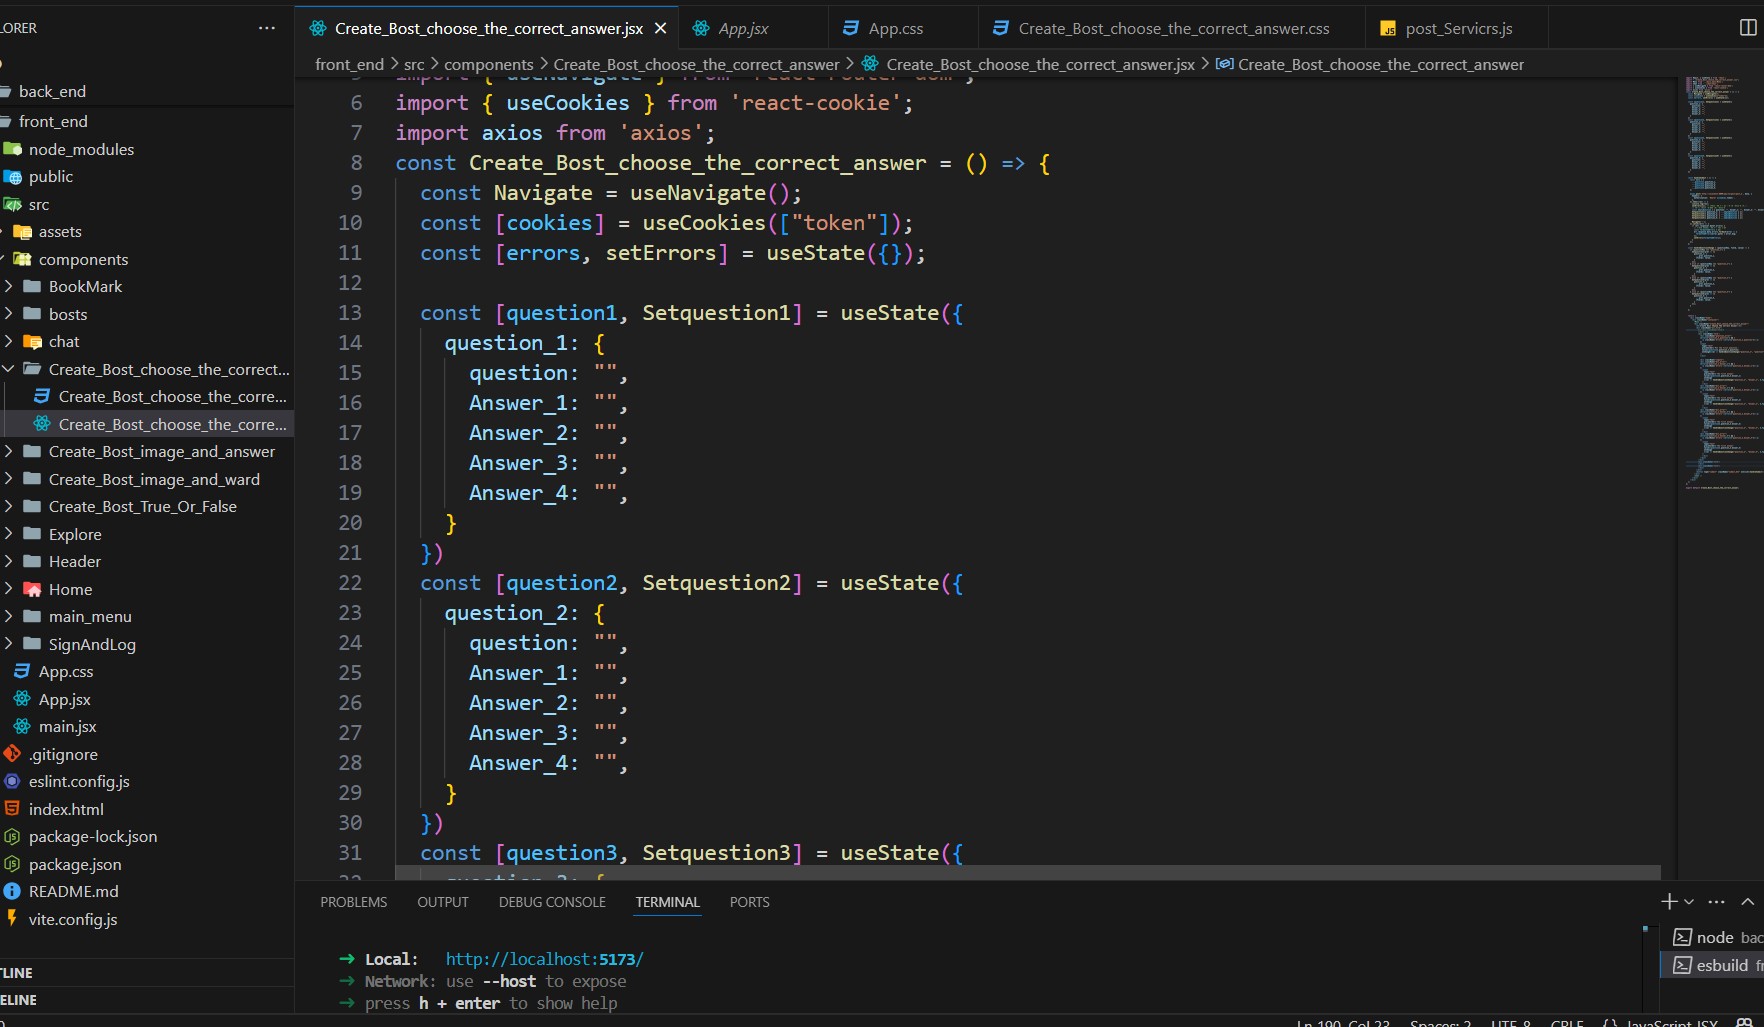 LORER
back_end
front_end
node_modules
public
src
assets
components
BookMark
bosts
chat
Create_Bost_choose_the_correct...
Create_Bost_choose_the_corre...
Create_Bost_choose_the_corre...
Create_Bost_image_and_answer
Create_Bost_image_and_ward
Create_Bost_True_Or_False
Explore
Header
Home
main_menu
SignAndLog
App.css
App.jsx
main.jsx
.gitignore
eslint.config.js
index.html
package-lock.json
package.json
README.md
vite.config.js
TLINE
ELINE
Create_Bost_choose_the_correct_answer.jsx App.jsx App.css Create_Bost_choose_the_correct_answer.css post_Servicrs.js
front_end > src > components > Create_Bost_choose_the_correct_answer > Create_Bost_choose_the_correct_answer.jsx > Create_Bost_choose_the_correct_answer
6 import { useCookies } from 'react-cookie';
7 import axios from 'axios';
8 const Create_Bost_choose_the_correct_answer = () => {
9 const Navigate = useNavigate();
10 const [cookies] = useCookies(["token"]);
11 const [errors, setErrors] = useState({});
12
13 const [question1, Setquestion1] = useState({
14 question_1: {
15 question: "",
16 Answer_1: "",
17 Answer_2: "",
18 Answer_3: "",
19 Answer_4: "",
20 }
21 })
22 const [question2, Setquestion2] = useState({
23 question_2: {
24 question: "",
25 Answer_1: "",
26 Answer_2: "",
27 Answer_3: "",
28 Answer_4: "",
29 }
30 })
31 const [question3, Setquestion3] = useState({
PROBLEMS OUTPUT DEBUG CONSOLE TERMINAL PORTS
➜ Local: http://localhost:5173/
➜ Network: use --host to expose
➜ press h + enter to show help
node bac
esbuild fr
Ln 190, Col 23 Spaces: 2 UTF-8 CRLF {} JavaScript JSX